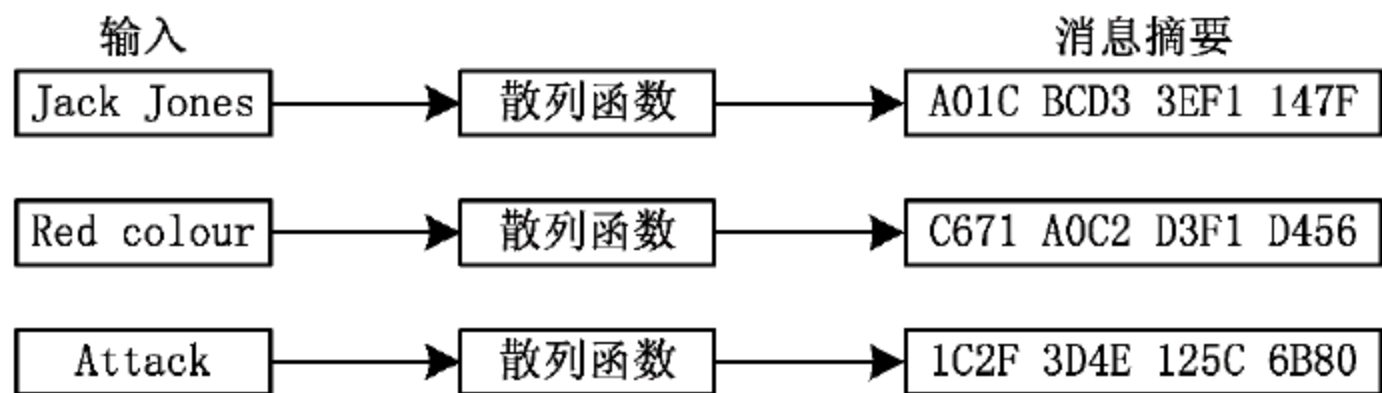 输入 消息摘要
Jack Jones 散列函数 A01C BCD3 3EF1 147F
Red colour 散列函数 C671 A0C2 D3F1 D456
Attack 散列函数 1C2F 3D4E 125C 6B80